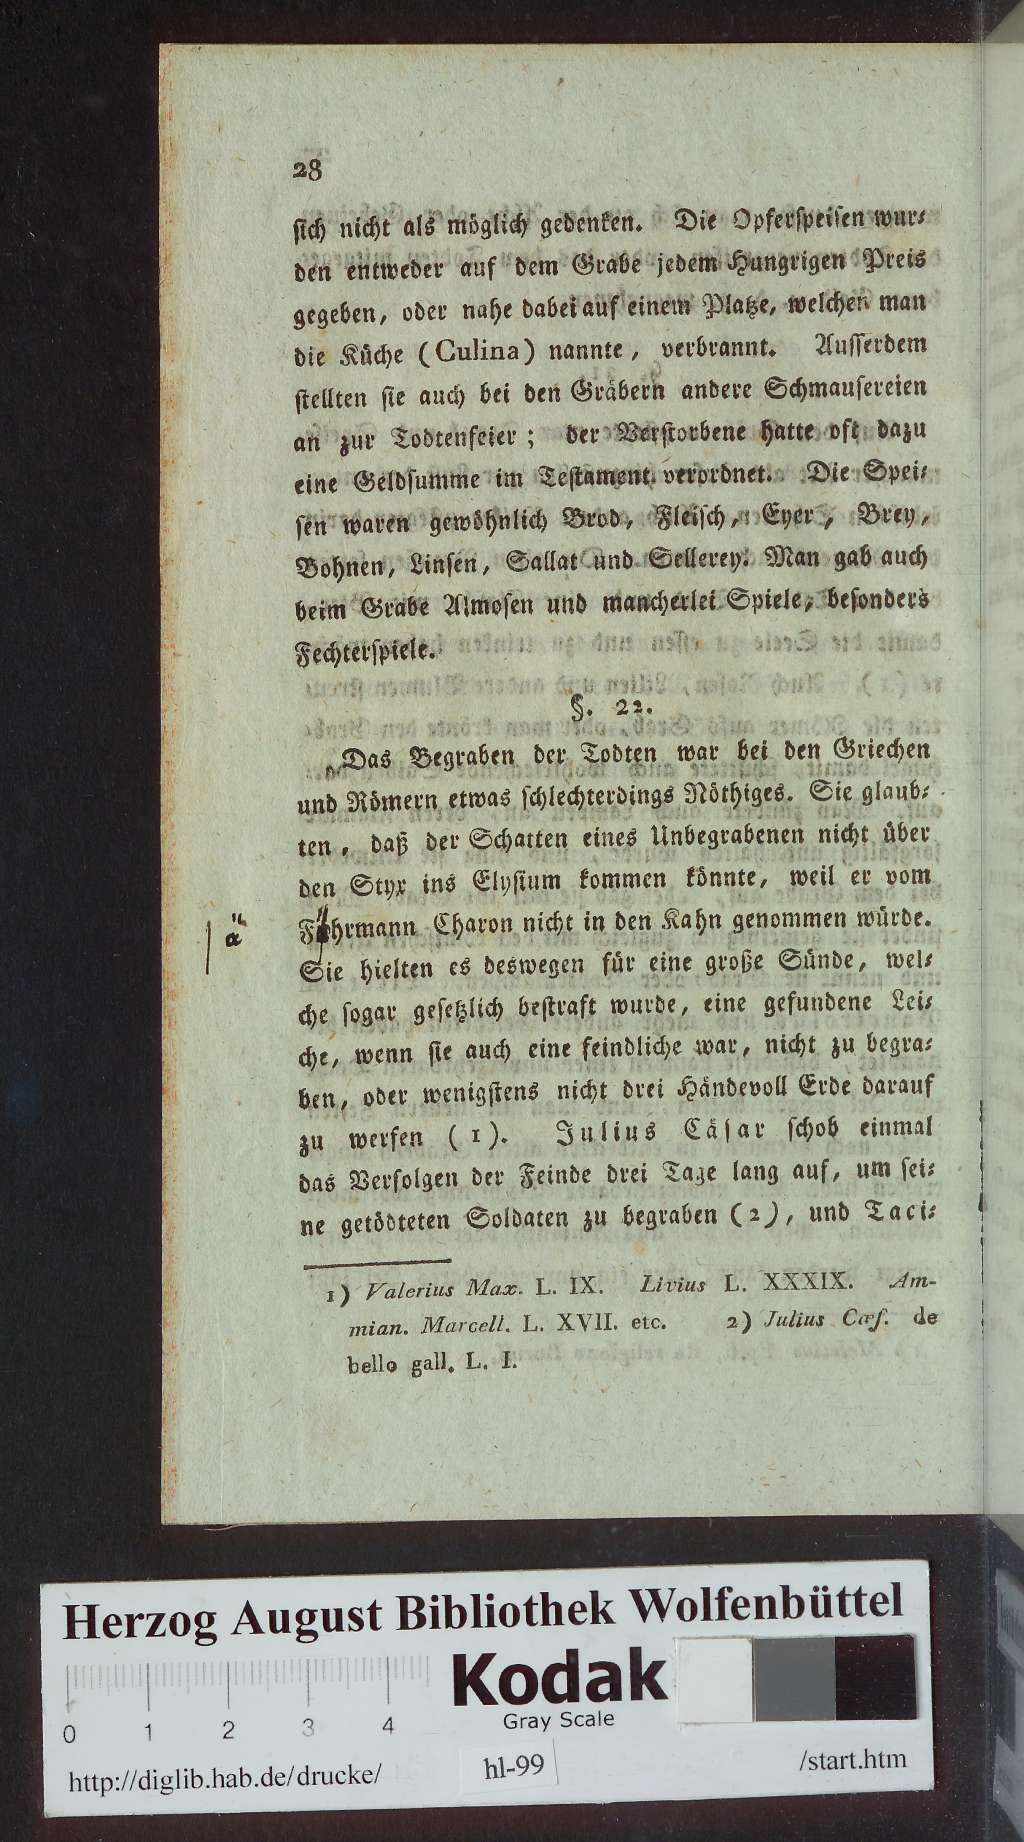 28
sich nicht als möglich gedenken. Die Opferspeisen wur⸗
den entweder auf dem Grabe jedem Hungrigen Preis
gegeben, oder nahe dabei auf einem Platze, welchen man
die Küche (Culina) nannte, verbrannt. Ausserdem
stellten sie auch bei den Gräbern andere Schmausereien
an zur Todtenfeier; der Verstorbene hatte oft dazu
eine Geldsumme im Testament verordnet. Die Spei⸗
sen waren gewöhnlich Brod, Fleisch, Eyer, Brey,
Bohnen, Linsen, Sallat und Sellerey. Man gab auch
beim Grabe Almosen und mancherlei Spiele, besonders
Fechterspiele.
§. 22.
Das Begraben der Todten war bei den Griechen
und Römern etwas schlechterdings Nöthiges. Sie glaub⸗
ten, daß der Schatten eines Unbegrabenen nicht über
den Styx ins Elysium kommen könnte, weil er vom
ä Fährmann Charon nicht in den Kahn genommen würde.
Sie hielten es deswegen für eine große Sünde, wel⸗
che sogar gesetzlich bestraft wurde, eine gefundene Lei⸗
che, wenn sie auch eine feindliche war, nicht zu begra⸗
ben, oder wenigstens nicht drei Händevoll Erde darauf
zu werfen (1). Julius Cäsar schob einmal
das Verfolgen der Feinde drei Tage lang auf, um sei⸗
ne getödteten Soldaten zu begraben (2), und Taci⸗
1) Valerius Max. L. IX. Livius L. XXXIX. Am-
mian. Marcell. L. XVII. etc. 2) Julius Cæs. de
bello gall. L. I.
Herzog August Bibliothek Wolfenbüttel
Kodak
Gray Scale
0 1 2 3 4
http://diglib.hab.de/drucke/ hl-99 /start.htm